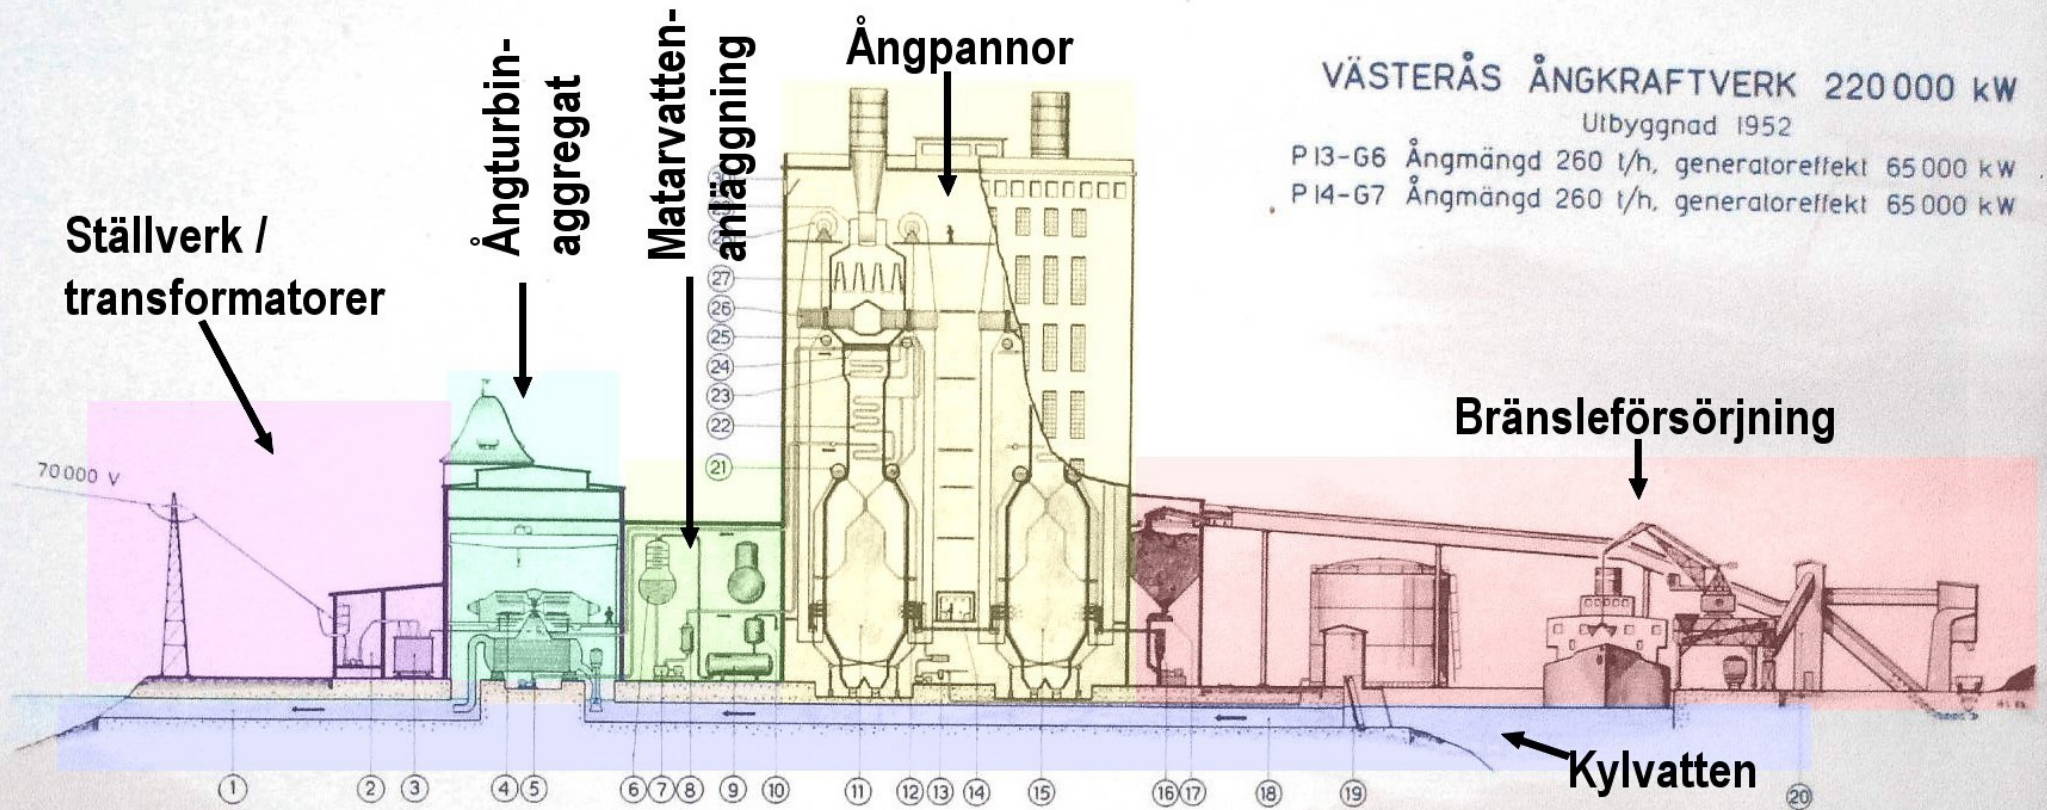 Ångpannor
VÄSTERÅS ÅNGKRAFTVERK 220 000 kW
Utbyggnad 1952
P 13-G6 Ångmängd 260 t/h, generatoreffekt 65 000 kW
P 14-G7 Ångmängd 260 t/h, generatoreffekt 65 000 kW
Ångturbin-
aggregat
Matarvatten-
anläggning
Ställverk /
transformatorer
27
26
25
24
23
22
21
Bränsleförsörjning
70 000 V
Kylvatten
1 2 3 4 5 6 7 8 9 10 11 12 13 14 15 16 17 18 19 20